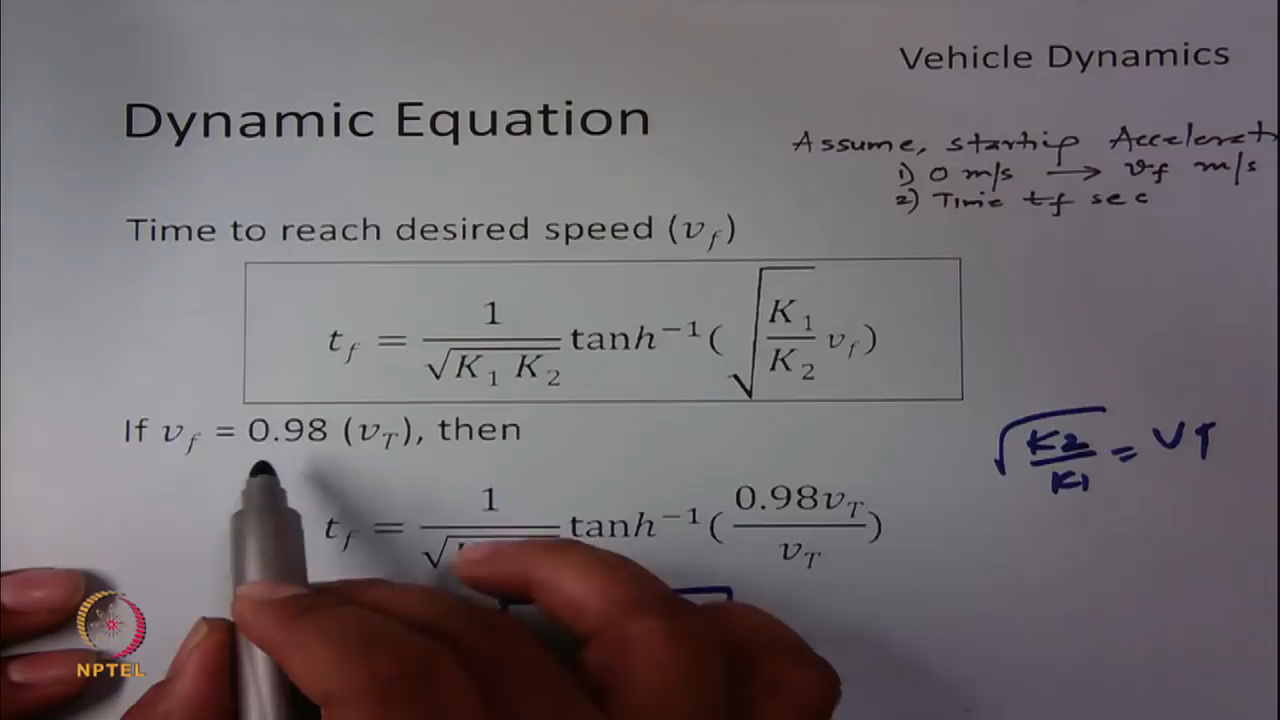 Vehicle Dynamics
Dynamic Equation
Assume, starting Accelerat
1) 0 m/s → vf m/s
2) Time tf sec
Time to reach desired speed (v_f)
t_f = 1/√(K_1 K_2) tanh⁻¹(√(K_1/K_2) v_f)
If v_f = 0.98 (v_T), then
√(K2/K1) = VT
t_f = 1/√ tanh⁻¹(0.98v_T/v_T)
NPTEL